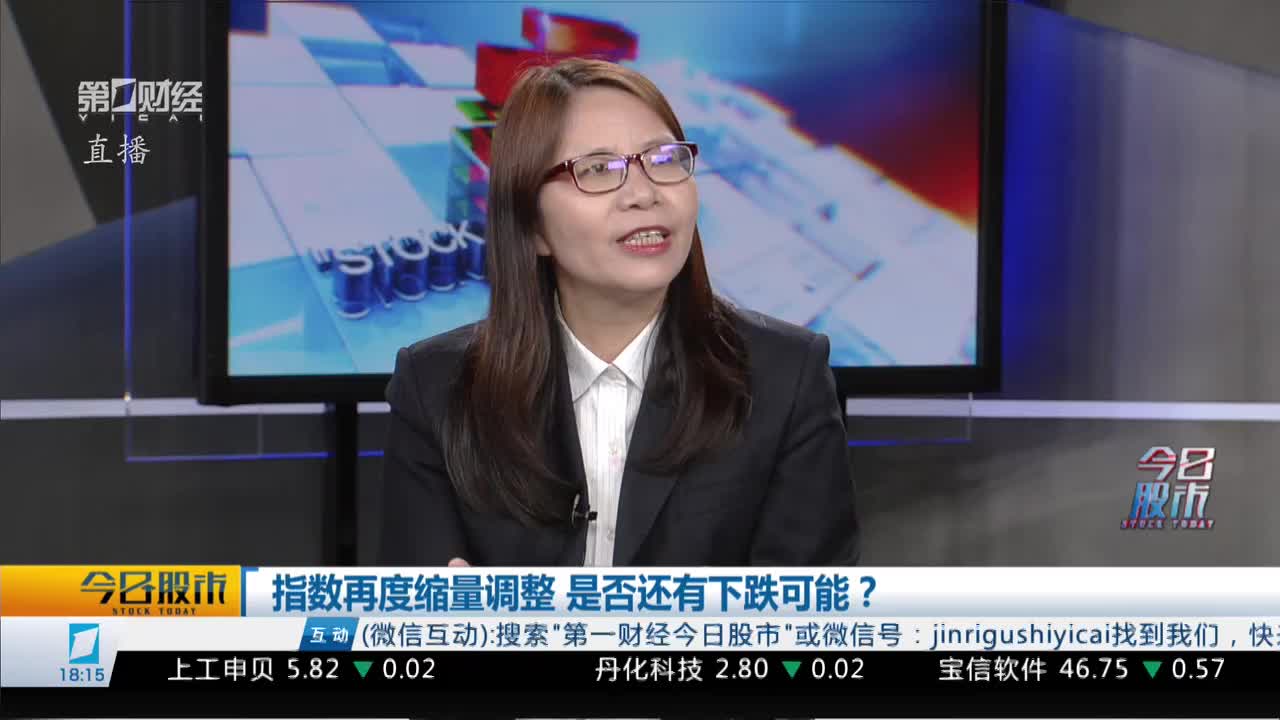 第1财经
YICAI
直播
"STOCK
今日
股市
STOCK TODAY
今日股市
STOCK TODAY
指数再度缩量调整 是否还有下跌可能？
互动
(微信互动):搜索"第一财经今日股市"或微信号：jinrigushiyicai找到我们，快
18:15
上工申贝 5.82 ▼ 0.02
丹化科技 2.80 ▼ 0.02
宝信软件 46.75 ▼ 0.57